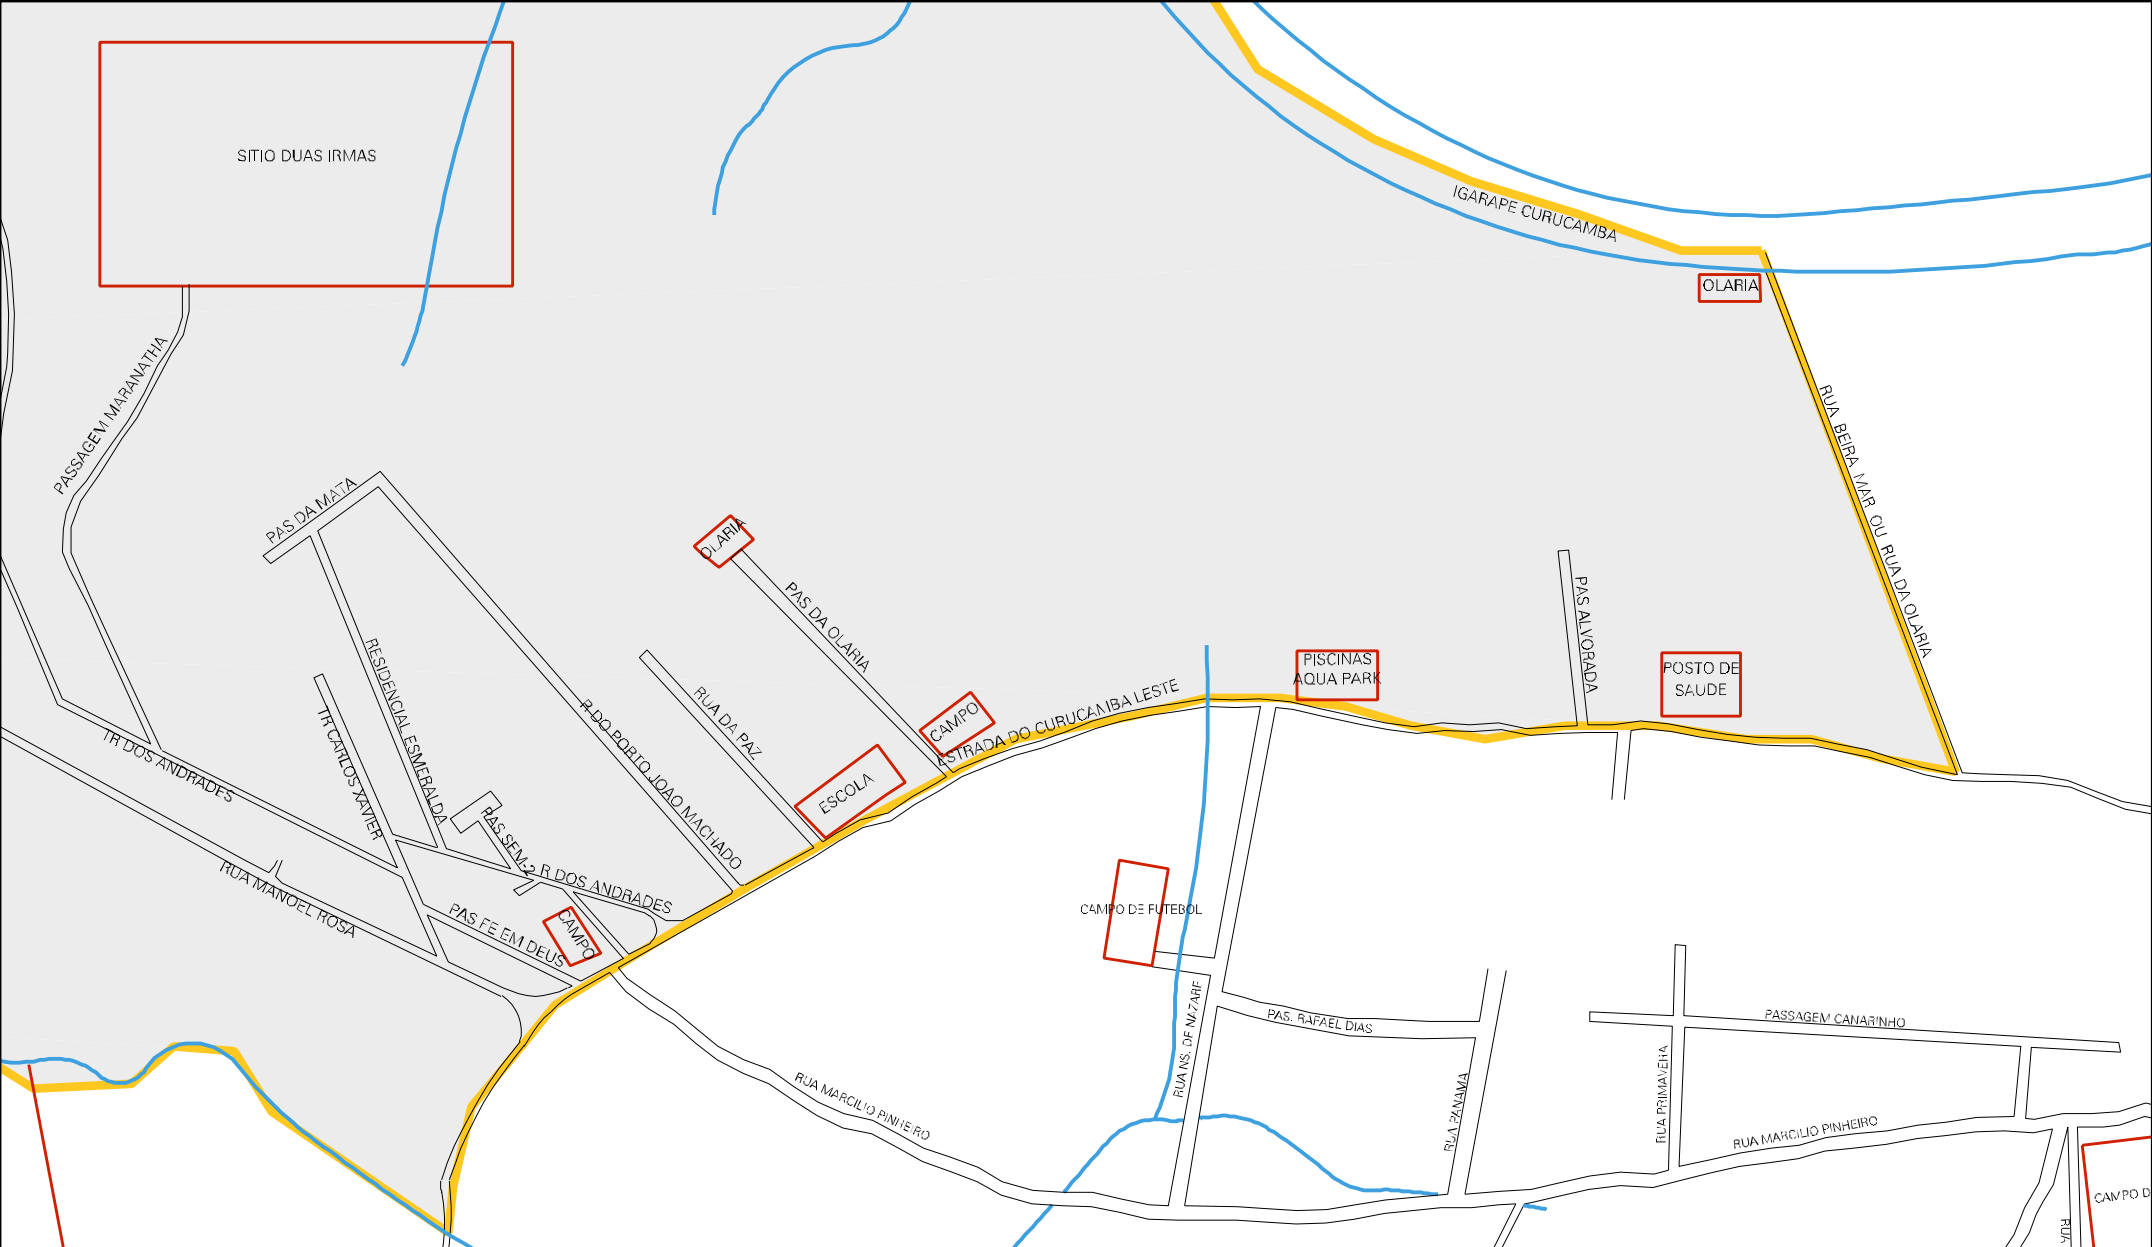 SITIO DUAS IRMAS
IGARAPE CURUCAMBA
OLARIA
PASSAGEM MARANATHA
RUA BEIRA MAR OU RUA DA OLARIA
PAS DA MATA
OLARIA
PAS DA OLARIA
PAS ALVORADA
RESIDENCIAL ESMERALDA
PISCINAS
AQUA PARK
POSTO DE
SAUDE
RUA DA PAZ
R DO PORTO JOAO MACHADO
CAMPO
ESTRADA DO CURUCAMBA LESTE
TR CARLOS XAVIER
TR DOS ANDRADES
ESCOLA
PAS SEM-2
R DOS ANDRADES
RUA MANOEL ROSA
PAS FE EM DEUS
CAMPO
CAMPO DE FUTEBOL
RUA NS. DE NAZARE
PAS. RAFAEL DIAS
PASSAGEM CANARINHO
RUA PRIMAVERA
RUA PANAMA
RUA MARCILIO PINHEIRO
RUA MARCILIO PINHEIRO
CAMPO D
RUA